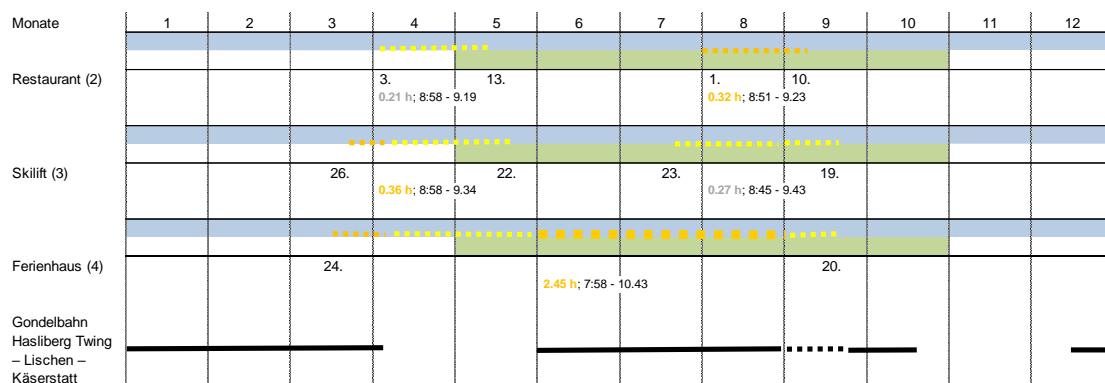 Monate 1 2 3 4 5 6 7 8 9 10 11 12
Restaurant (2) 3. 13. 1. 10.
0.21 h; 8:58 - 9.19 0.32 h; 8:51 - 9.23
Skilift (3) 26. 22. 23. 19.
0.36 h; 8:58 - 9.34 0.27 h; 8:45 - 9.43
Ferienhaus (4) 24. 20.
2.45 h; 7:58 - 10.43
Gondelbahn
Hasliberg Twing
– Lischen –
Käserstatt